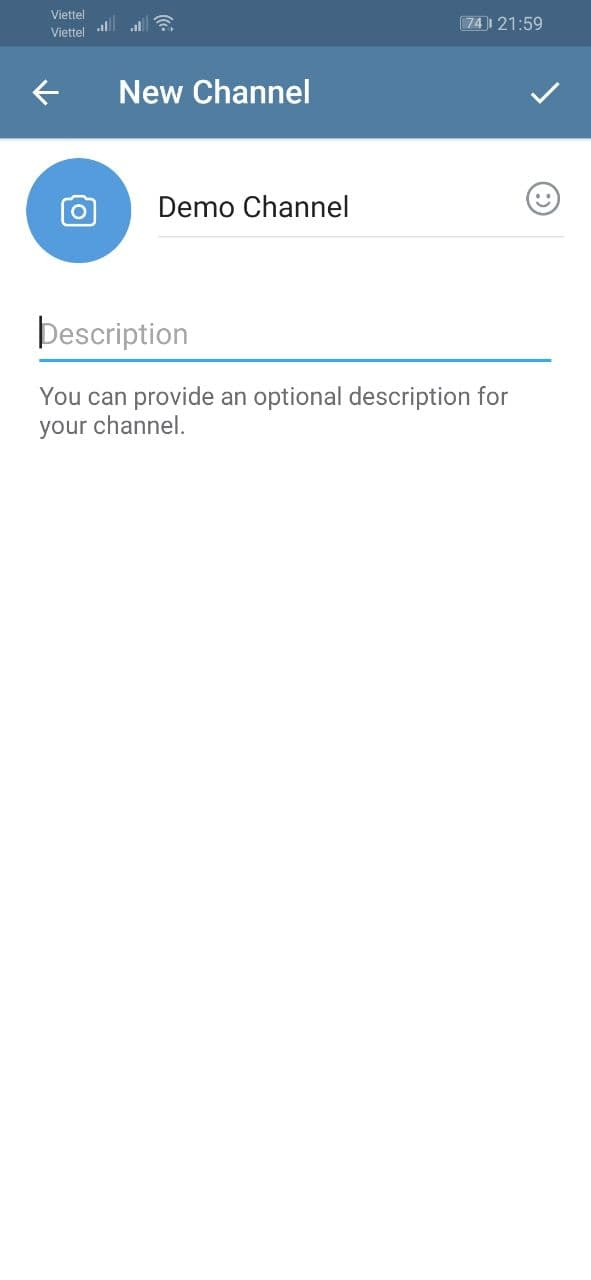 Viettel
Viettel
74 21:59
New Channel
Demo Channel
Description
You can provide an optional description for
your channel.